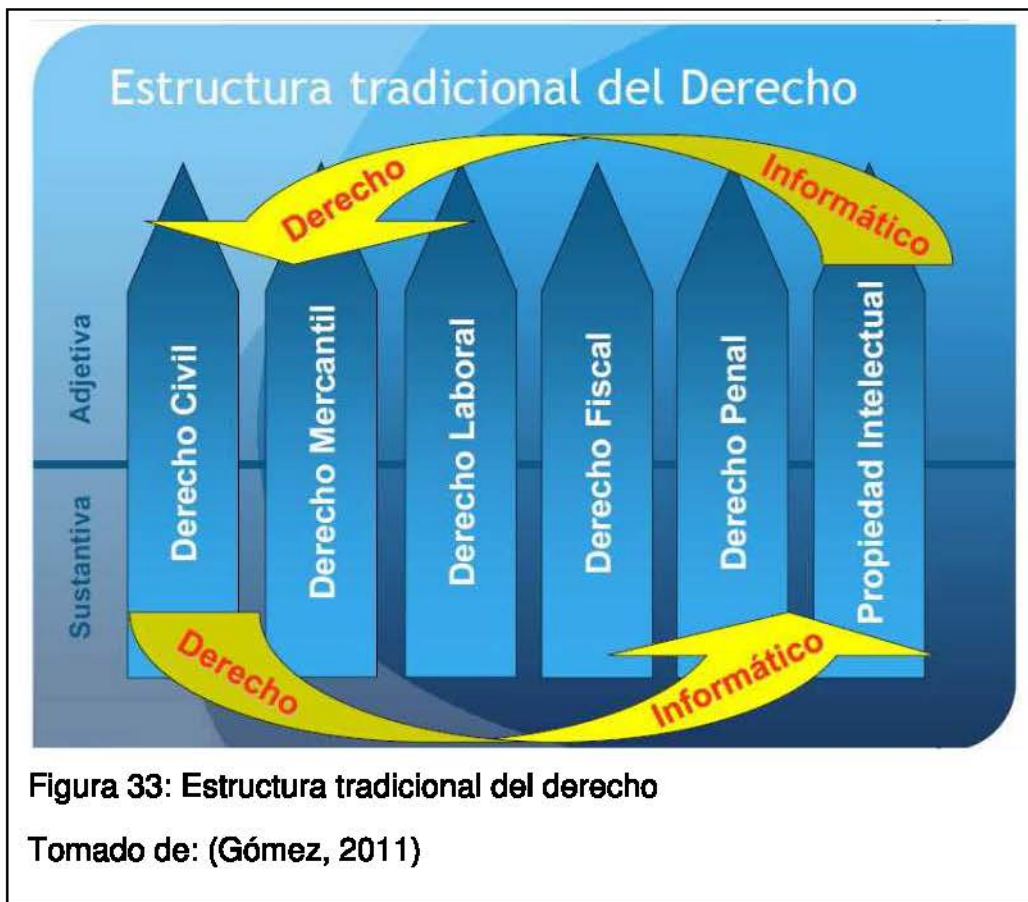 Estructura tradicional del Derecho
Derecho Informático
Adjetiva
Sustantiva
Derecho Civil
Derecho Mercantil
Derecho Laboral
Derecho Fiscal
Derecho Penal
Propiedad Intelectual
Derecho Informático
Figura 33: Estructura tradicional del derecho
Tomado de: (Gómez, 2011)